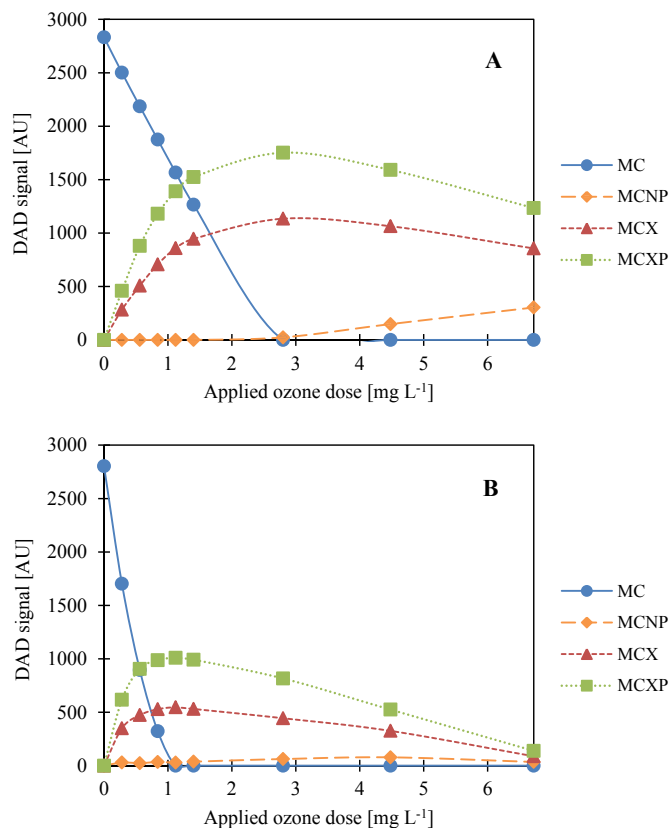 3000
2500
2000
1500
1000
500
0
DAD signal [AU]
A
0 1 2 3 4 5 6
Applied ozone dose [mg L-1]
MC
MCNP
MCX
MCXP
3000
2500
2000
1500
1000
500
0
DAD signal [AU]
B
0 1 2 3 4 5 6
Applied ozone dose [mg L-1]
MC
MCNP
MCX
MCXP